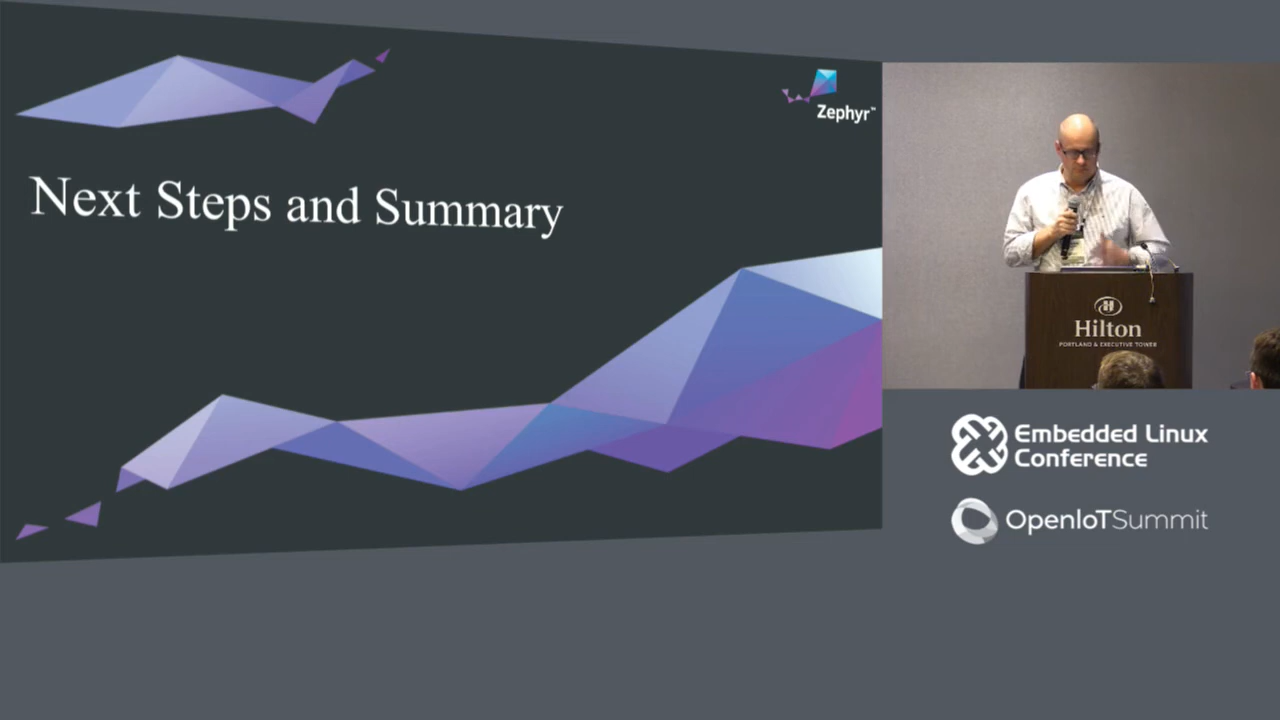 Zephyr™
Next Steps and Summary
Hilton
PORTLAND & EXECUTIVE TOWER
Embedded Linux
Conference
OpenIoTSummit